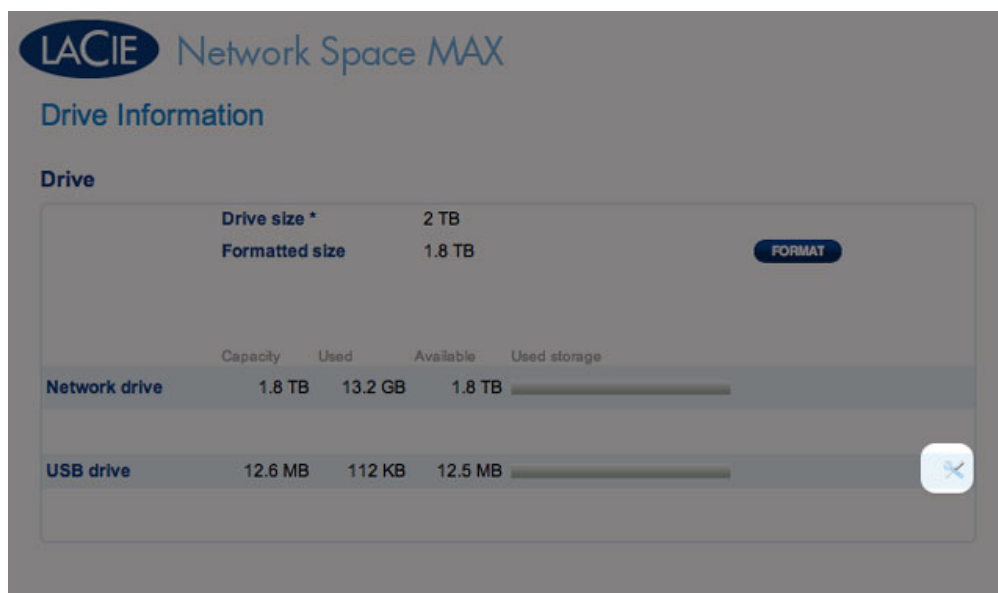 LACIE Network Space MAX
Drive Information
Drive
Drive size * 2 TB
Formatted size 1.8 TB FORMAT
Capacity Used Available Used storage
Network drive 1.8 TB 13.2 GB 1.8 TB
USB drive 12.6 MB 112 KB 12.5 MB